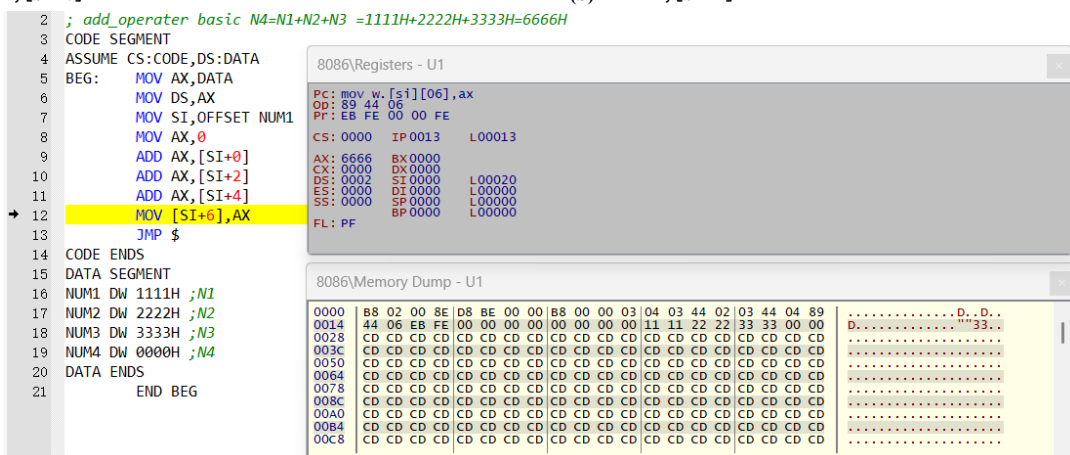 2 ; add_operater basic N4=N1+N2+N3 =1111H+2222H+3333H=6666H
3 CODE SEGMENT
4 ASSUME CS:CODE,DS:DATA
5 BEG: MOV AX,DATA
6 MOV DS,AX
7 MOV SI,OFFSET NUM1
8 MOV AX,0
9 ADD AX,[SI+0]
10 ADD AX,[SI+2]
11 ADD AX,[SI+4]
12 MOV [SI+6],AX
13 JMP $
14 CODE ENDS
15 DATA SEGMENT
16 NUM1 DW 1111H ;N1
17 NUM2 DW 2222H ;N2
18 NUM3 DW 3333H ;N3
19 NUM4 DW 0000H ;N4
20 DATA ENDS
21 END BEG
8086\Registers - U1
Pc: mov w.[si][06],ax
Op: 89 44 06
Pr: EB FE 00 00 FE
CS: 0000 IP 0013 L00013
AX: 6666 BX 0000
CX: 0000 DX 0000
DS: 0002 SI 0000 L00020
ES: 0000 DI 0000 L00000
SS: 0000 SP 0000 L00000
BP 0000 L00000
FL: PF
8086\Memory Dump - U1
0000 B8 02 00 8E D8 BE 00 00 B8 00 00 03 04 03 44 02 03 44 04 89 ..............D..D..
0014 44 06 EB FE 00 00 00 00 00 00 00 00 11 11 22 22 33 33 00 00 D.............""33..
0028 CD CD CD CD CD CD CD CD CD CD CD CD CD CD CD CD CD CD CD CD ....................
003C CD CD CD CD CD CD CD CD CD CD CD CD CD CD CD CD CD CD CD CD ....................
0050 CD CD CD CD CD CD CD CD CD CD CD CD CD CD CD CD CD CD CD CD ....................
0064 CD CD CD CD CD CD CD CD CD CD CD CD CD CD CD CD CD CD CD CD ....................
0078 CD CD CD CD CD CD CD CD CD CD CD CD CD CD CD CD CD CD CD CD ....................
008C CD CD CD CD CD CD CD CD CD CD CD CD CD CD CD CD CD CD CD CD ....................
00A0 CD CD CD CD CD CD CD CD CD CD CD CD CD CD CD CD CD CD CD CD ....................
00B4 CD CD CD CD CD CD CD CD CD CD CD CD CD CD CD CD CD CD CD CD ....................
00C8 CD CD CD CD CD CD CD CD CD CD CD CD CD CD CD CD CD CD CD CD ....................